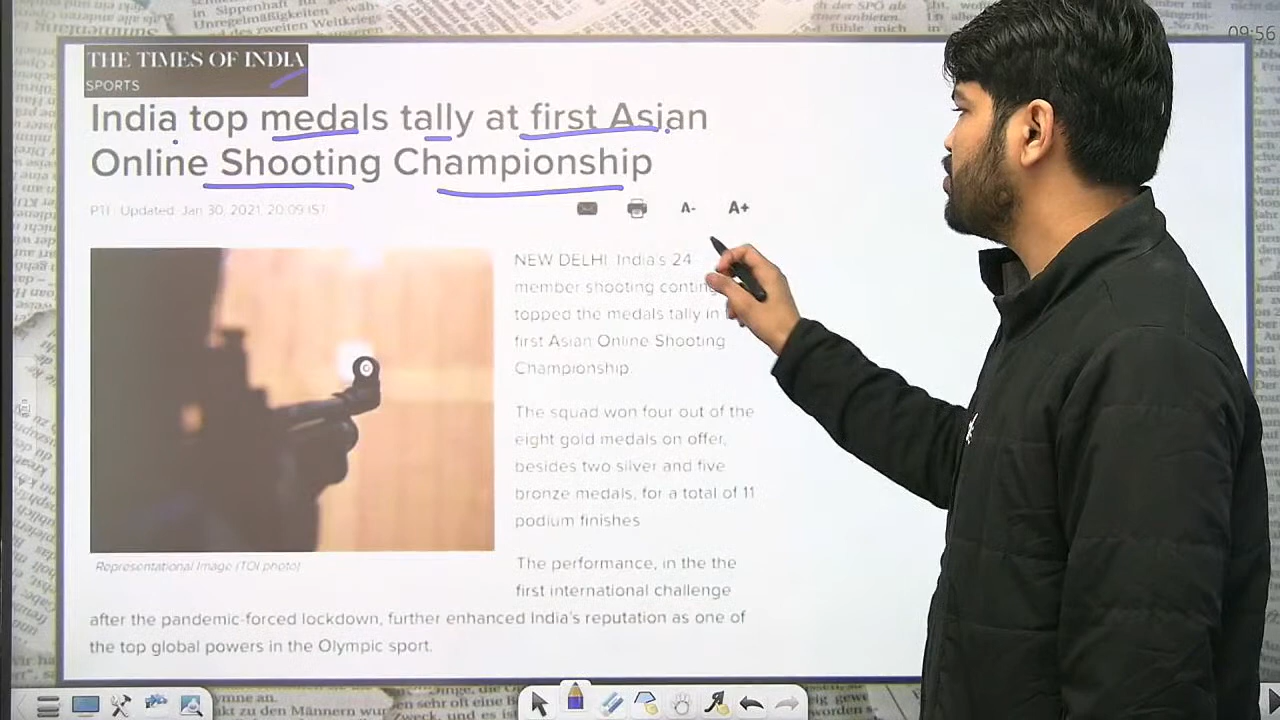 09:56
THE TIMES OF INDIA
SPORTS
India top medals tally at first Asian
Online Shooting Championship
PTI | Updated: Jan 30, 2021, 20:09 IST
A- A+
NEW DELHI: India's 24
member shooting
topped the medals tally in
first Asian Online Shooting
Championship.
The squad won four out of the
eight gold medals on offer,
besides two silver and five
bronze medals, for a total of 11
podium finishes
The performance, in the the
first international challenge
after the pandemic-forced lockdown, further enhanced India's reputation as one of
the top global powers in the Olympic sport.
Representational Image (TOI photo)